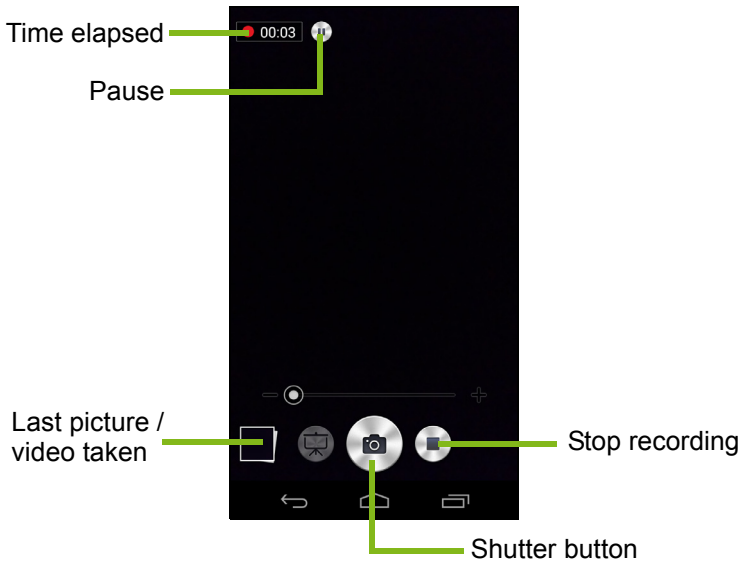 Time elapsed
00:03
Pause
Last picture /
video taken
Stop recording
Shutter button